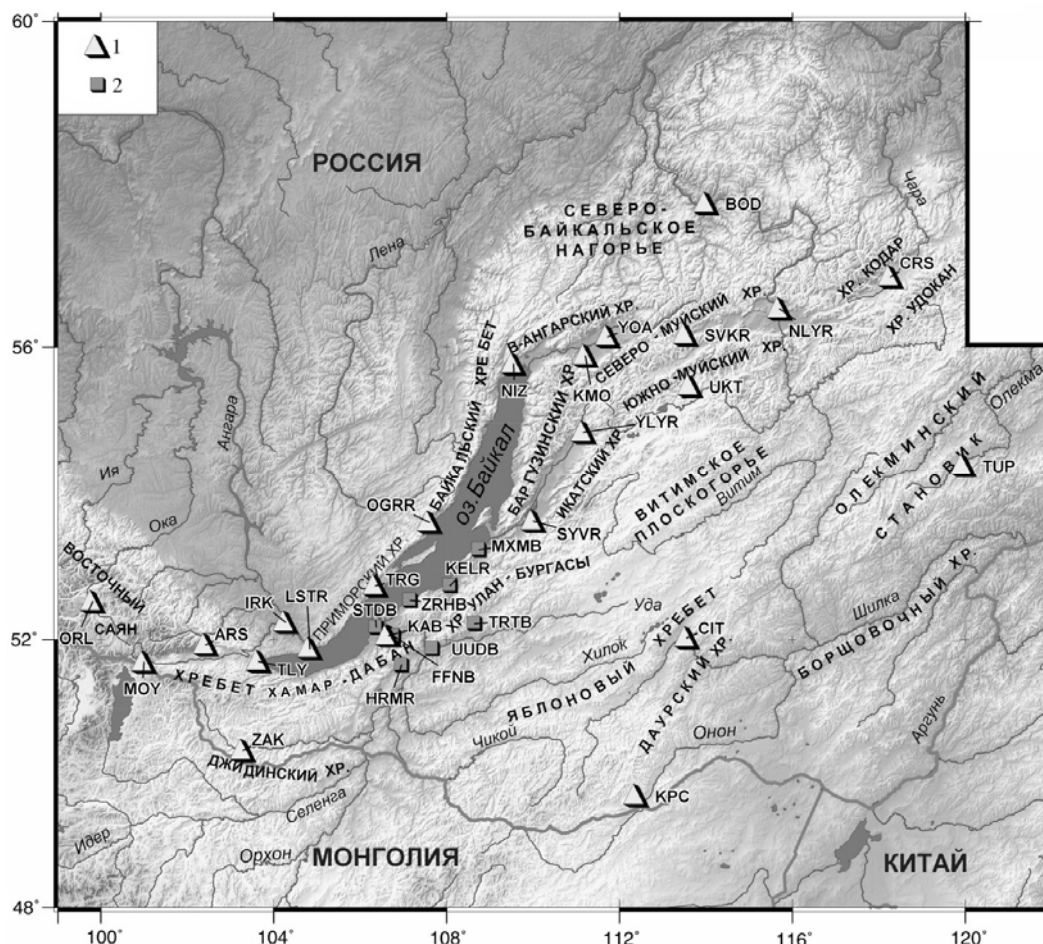 60°
1
2
РОССИЯ
СЕВЕРО-
БАЙКАЛЬСКОЕ
НАГОРЬЕ
BOD
Чара
Лена
ХР. КОДАР
CRS
ХР. УДОКАН
В-АНГАРСКИЙ ХР.
YOA
СЕВЕРО-МУЙСКИЙ ХР.
SVKR
NLYR
56°
NIZ
KMO
ЮЖНО-МУЙСКИЙ ХР.
UKT
БАЙКАЛЬСКИЙ ХРЕБЕТ
Ангара
оз. Байкал
БАРГУЗИНСКИЙ ХР.
YLYR
ИКАТСКИЙ ХР.
ВИТИМСКОЕ
ПЛОСКОГОРЬЕ
Витим
ОЛЕКМИНСКИЙ
СТАНОВИК
Олекма
TUP
Ия
Ока
OGRR
SYVR
MXMB
ПРИМОРСКИЙ ХР.
KELR
ХР. УЛАН-БУРГАСЫ
TRG
ВОСТОЧНЫЙ
САЯН
ORL
IRK
LSTR
STDB
ZRHB
TRTB
Уда
Шилка
БОРЩОВОЧНЫЙ ХР.
52°
ARS
KAB
UUDB
CIT
Хилок
ЯБЛОНОВЫЙ ХРЕБЕТ
ДАУРСКИЙ ХР.
MOY
TLY
FFNB
ХРЕБЕТ ХАМАР-ДАБАН
HRMR
Аргунь
Онон
Чикой
ZAK
ДЖИДИНСКИЙ ХР.
KPC
Селенга
Идер
Орхон
МОНГОЛИЯ
КИТАЙ
48°
100°
104°
108°
112°
116°
120°